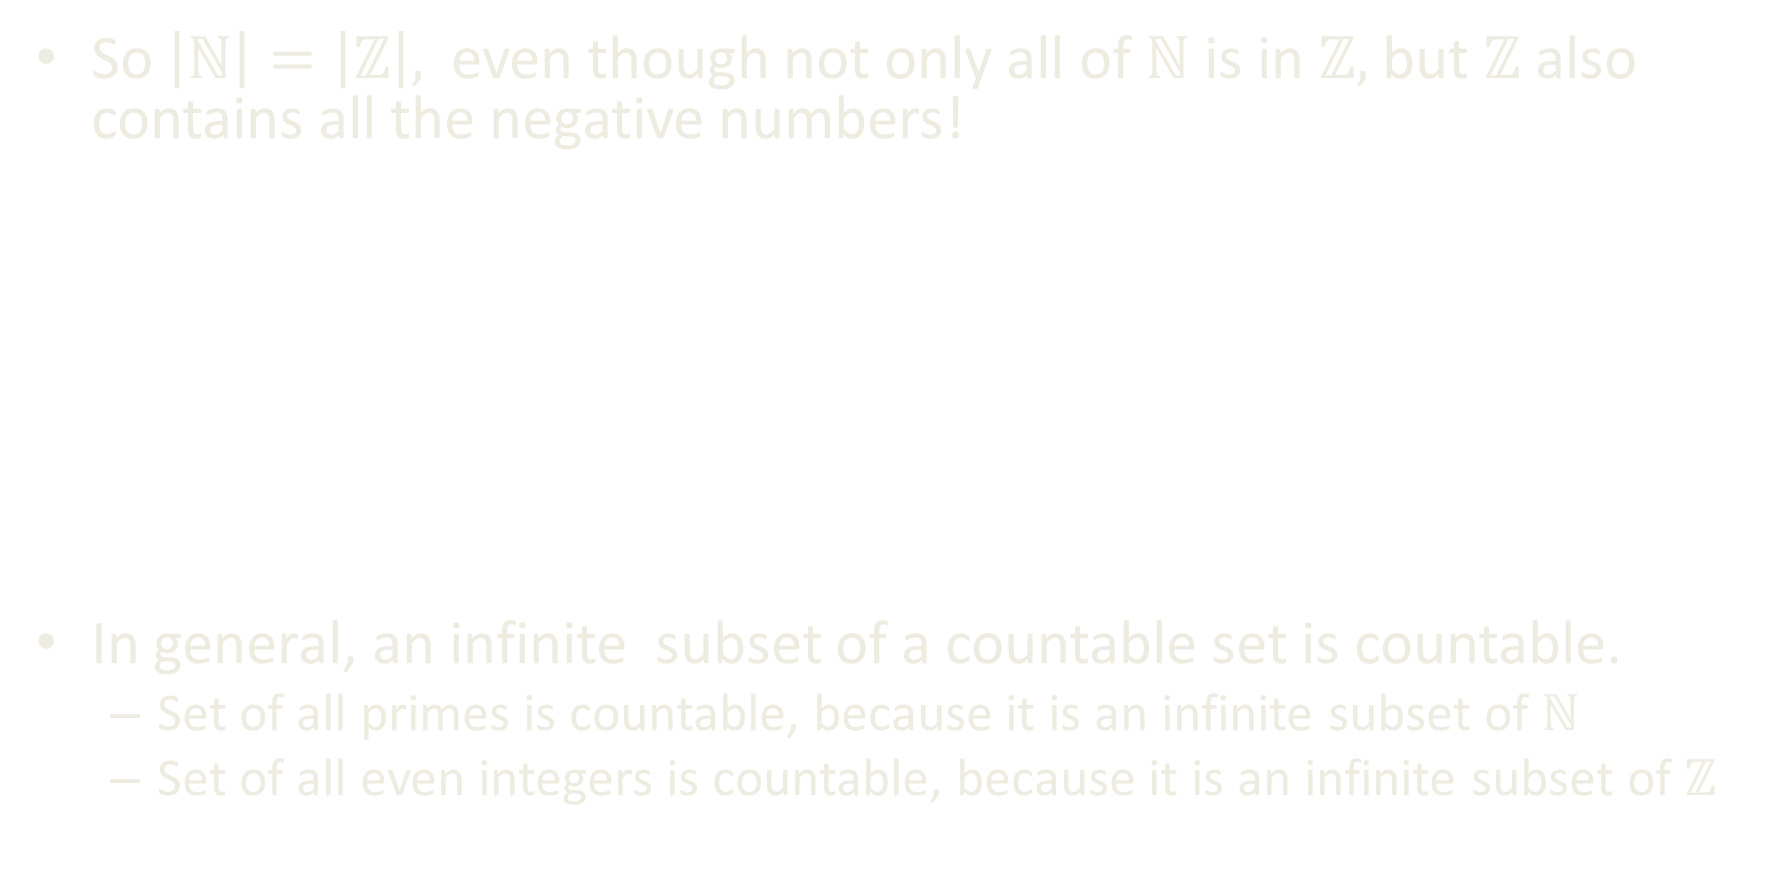 • So |ℕ| = |ℤ|,  even though not only all of ℕ is in ℤ, but ℤ also
contains all the negative numbers!
• In general, an infinite  subset of a countable set is countable.
– Set of all primes is countable, because it is an infinite subset of ℕ
– Set of all even integers is countable, because it is an infinite subset of ℤ